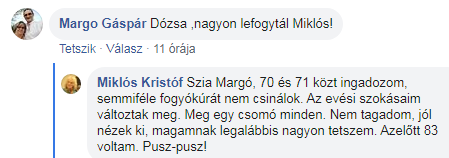 Margo Gáspár Dózsa ,nagyon lefogytál Miklós!
Tetszik · Válasz · 11 órája
Miklós Kristóf Szia Margó, 70 és 71 közt ingadozom,
semmiféle fogyókúrát nem csinálok. Az evési szokásaim
változtak meg. Meg egy csomó minden. Nem tagadom, jól
nézek ki, magamnak legalábbis nagyon tetszem. Azelőtt 83
voltam. Pusz-pusz!